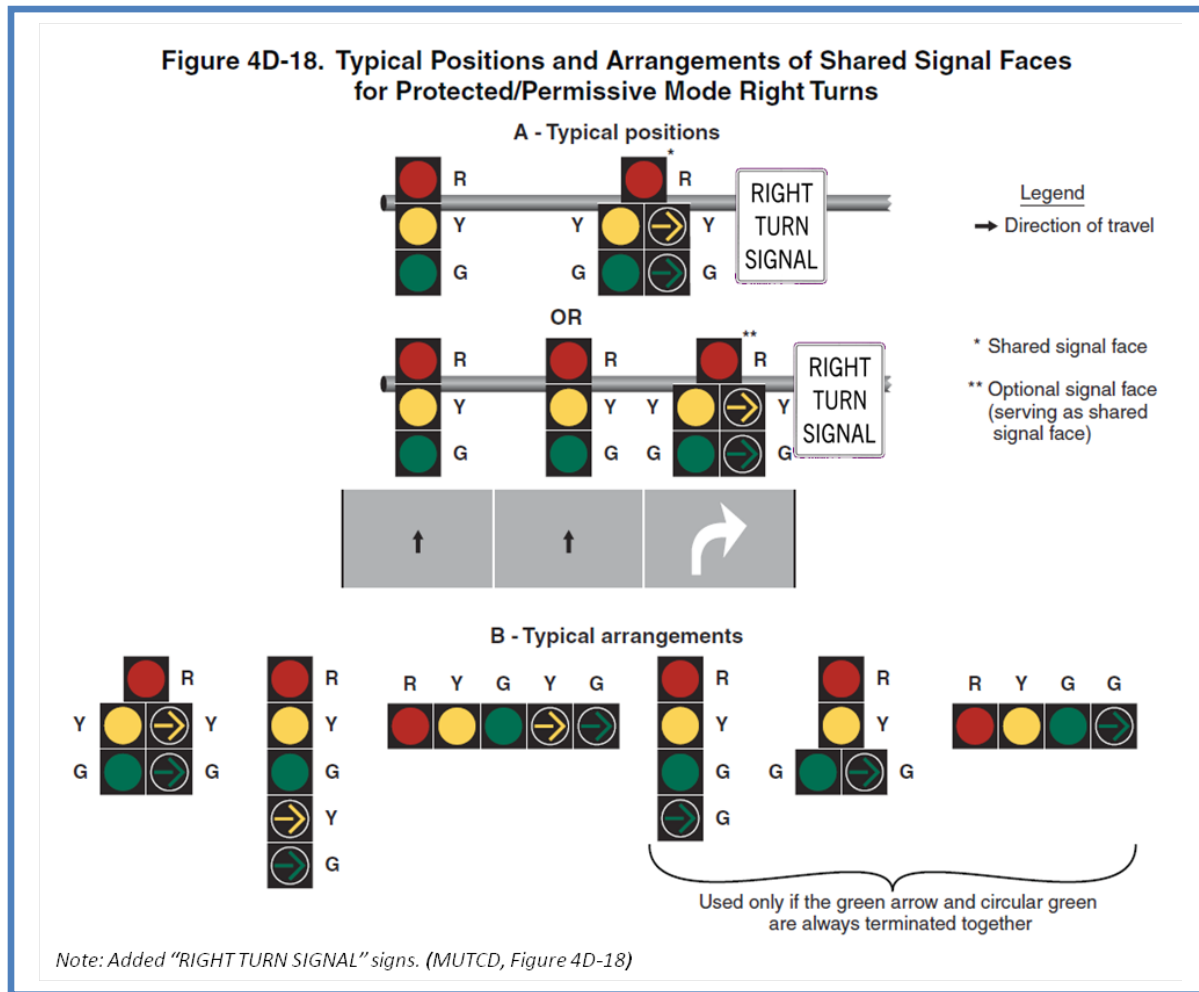 Figure 4D-18. Typical Positions and Arrangements of Shared Signal Faces
for Protected/Permissive Mode Right Turns
A - Typical positions
*
R
R
Y
Y
Y
G
G
G
RIGHT
TURN
SIGNAL
Legend
Direction of travel
OR
**
R
R
R
Y
Y
Y
Y
G
G
G
G
RIGHT
TURN
SIGNAL
* Shared signal face
** Optional signal face
(serving as shared
signal face)
B - Typical arrangements
R
Y
Y
G
G
R
Y
G
Y
G
R Y G Y G
R
Y
G
G
R
Y
G
G
R Y G G
Used only if the green arrow and circular green
are always terminated together
Note: Added "RIGHT TURN SIGNAL" signs. (MUTCD, Figure 4D-18)